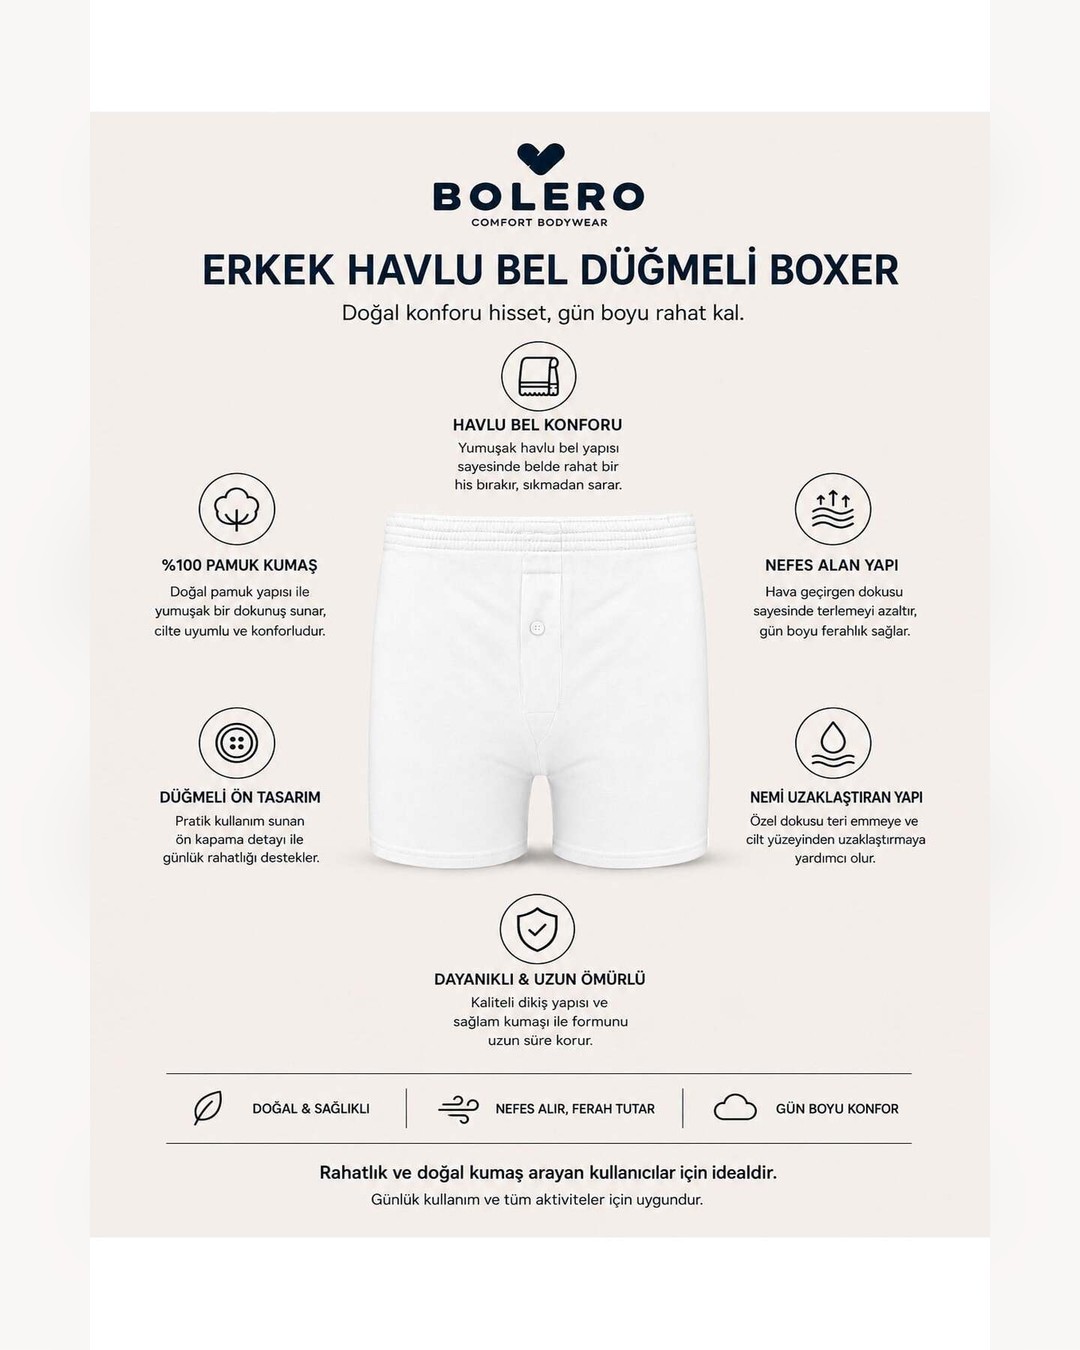 BOLERO
COMFORT BODYWEAR
ERKEK HAVLU BEL DÜĞMELİ BOXER
Doğal konforu hisset, gün boyu rahat kal.
HAVLU BEL KONFORU
Yumuşak havlu bel yapısı
sayesinde belde rahat bir
his bırakır, sıkmadan sarar.
%100 PAMUK KUMAŞ
Doğal pamuk yapısı ile
yumuşak bir dokunuş sunar,
cilte uyumlu ve konforludur.
NEFES ALAN YAPI
Hava geçirgen dokusu
sayesinde terlemeyi azaltır,
gün boyu ferahlık sağlar.
DÜĞMELİ ÖN TASARIM
Pratik kullanım sunan
ön kapama detayı ile
günlük rahatlığı destekler.
NEMİ UZAKLAŞTIRAN YAPI
Özel dokusu teri emmeye ve
cilt yüzeyinden uzaklaştırmaya
yardımcı olur.
DAYANIKLI & UZUN ÖMÜRLÜ
Kaliteli dikiş yapısı ve
sağlam kumaşı ile formunu
uzun süre korur.
DOĞAL & SAĞLIKLI
NEFES ALIR, FERAH TUTAR
GÜN BOYU KONFOR
Rahatlık ve doğal kumaş arayan kullanıcılar için idealdir.
Günlük kullanım ve tüm aktiviteler için uygundur.